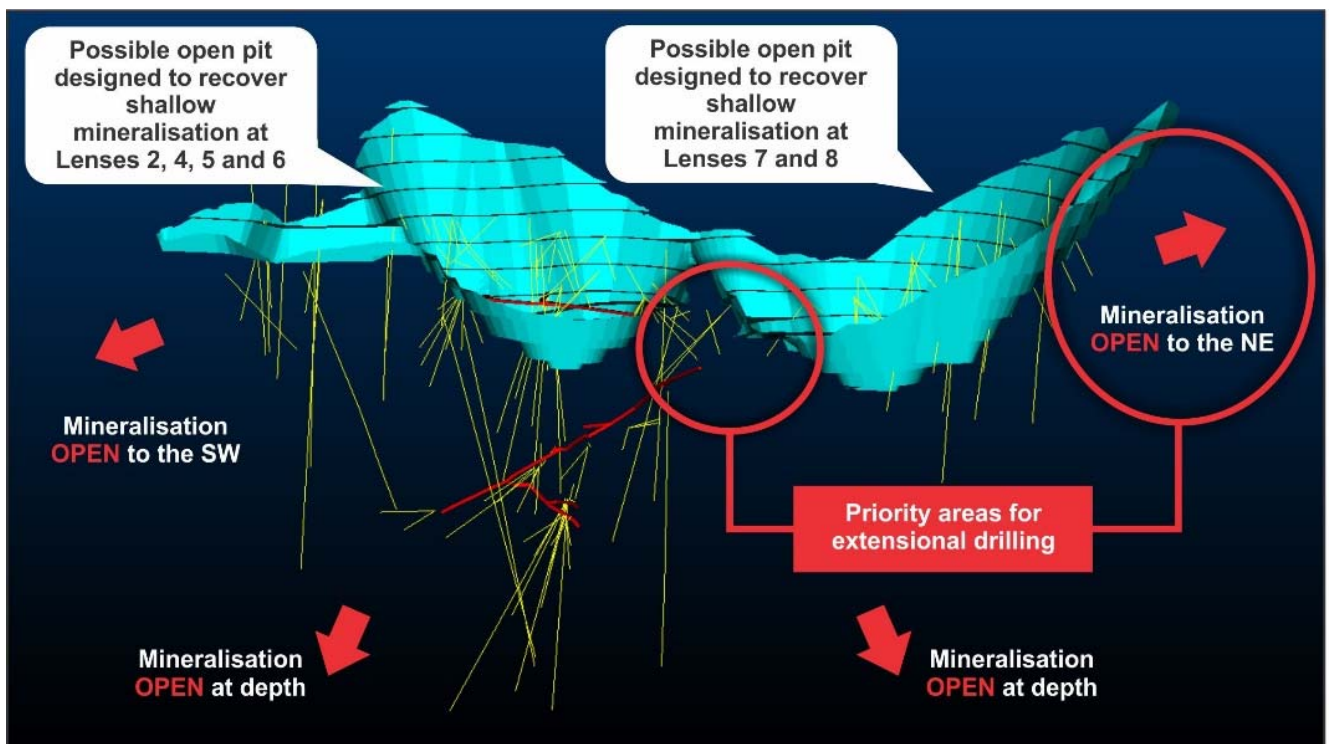 Possible open pit
designed to recover
shallow
mineralisation at
Lenses 2, 4, 5 and 6
Possible open pit
designed to recover
shallow
mineralisation at
Lenses 7 and 8
Mineralisation
OPEN to the NE
Mineralisation
OPEN to the SW
Priority areas for
extensional drilling
Mineralisation
OPEN at depth
Mineralisation
OPEN at depth